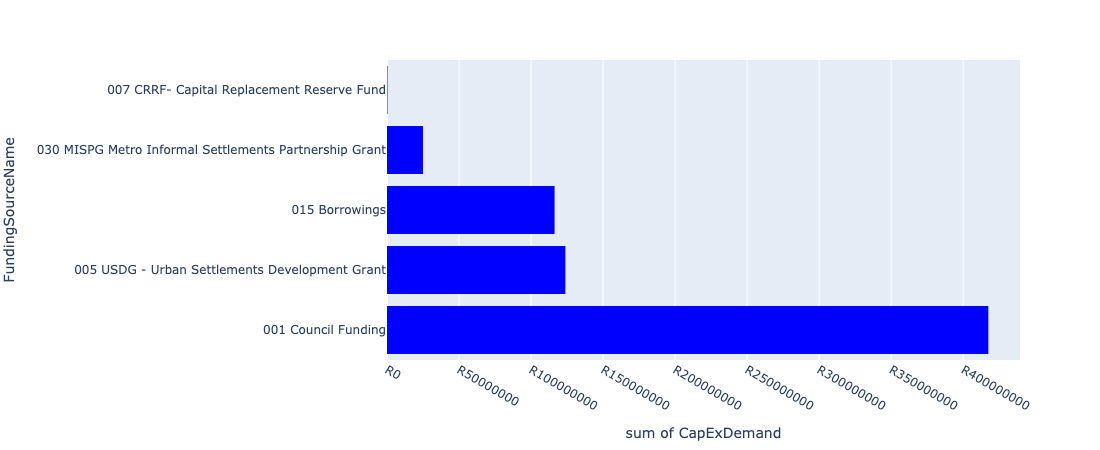 FundingSourceName
007 CRRF- Capital Replacement Reserve Fund
030 MISPG Metro Informal Settlements Partnership Grant
015 Borrowings
005 USDG - Urban Settlements Development Grant
001 Council Funding
R0
R50000000
R100000000
R150000000
R200000000
R250000000
R300000000
R350000000
R400000000
sum of CapExDemand